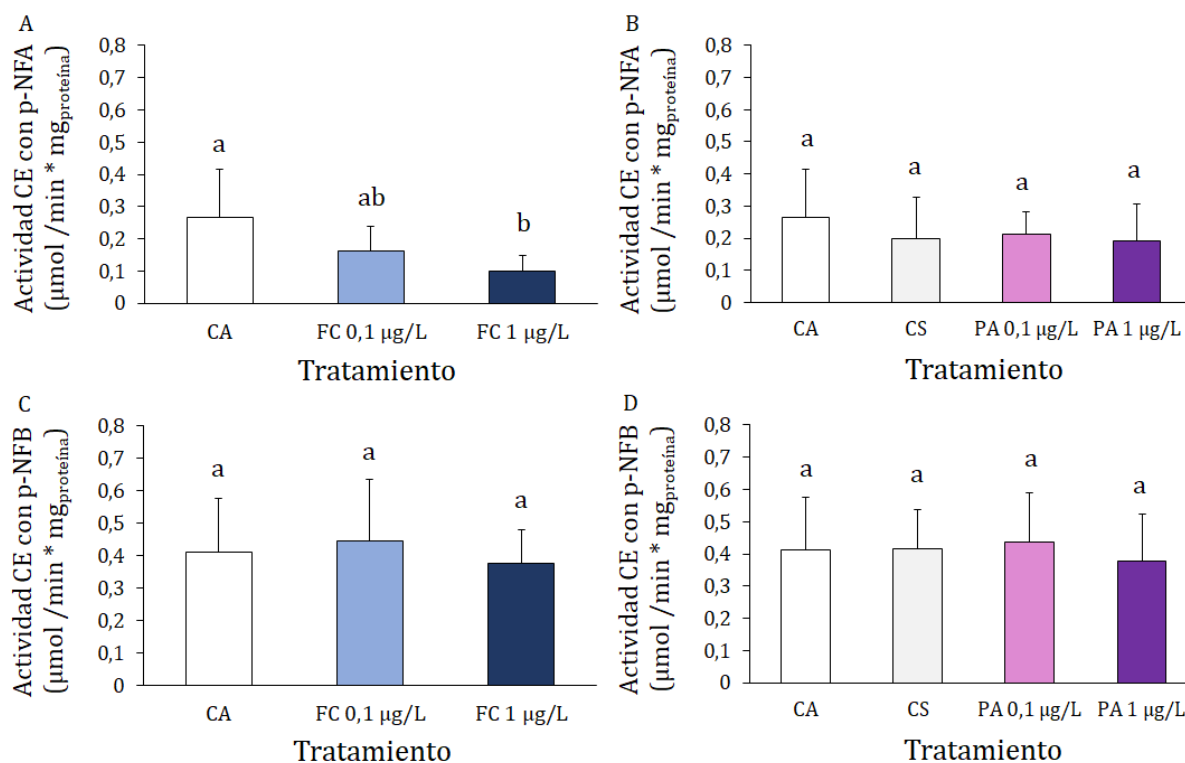 A
Actividad CE con p-NFA
(µmol /min * mgproteína)
0,8
0,7
0,6
0,5
0,4
0,3
0,2
0,1
0
a
ab
b
CA
FC 0,1 µg/L
FC 1 µg/L
Tratamiento
B
Actividad CE con p-NFA
(µmol /min * mgproteína)
0,8
0,7
0,6
0,5
0,4
0,3
0,2
0,1
0
a
a
a
a
CA
CS
PA 0,1 µg/L
PA 1 µg/L
Tratamiento
C
Actividad CE con p-NFB
(µmol /min * mgproteína)
0,8
0,7
0,6
0,5
0,4
0,3
0,2
0,1
0
a
a
a
CA
FC 0,1 µg/L
FC 1 µg/L
Tratamiento
D
Actividad CE con p-NFB
(µmol /min * mgproteína)
0,8
0,7
0,6
0,5
0,4
0,3
0,2
0,1
0
a
a
a
a
CA
CS
PA 0,1 µg/L
PA 1 µg/L
Tratamiento